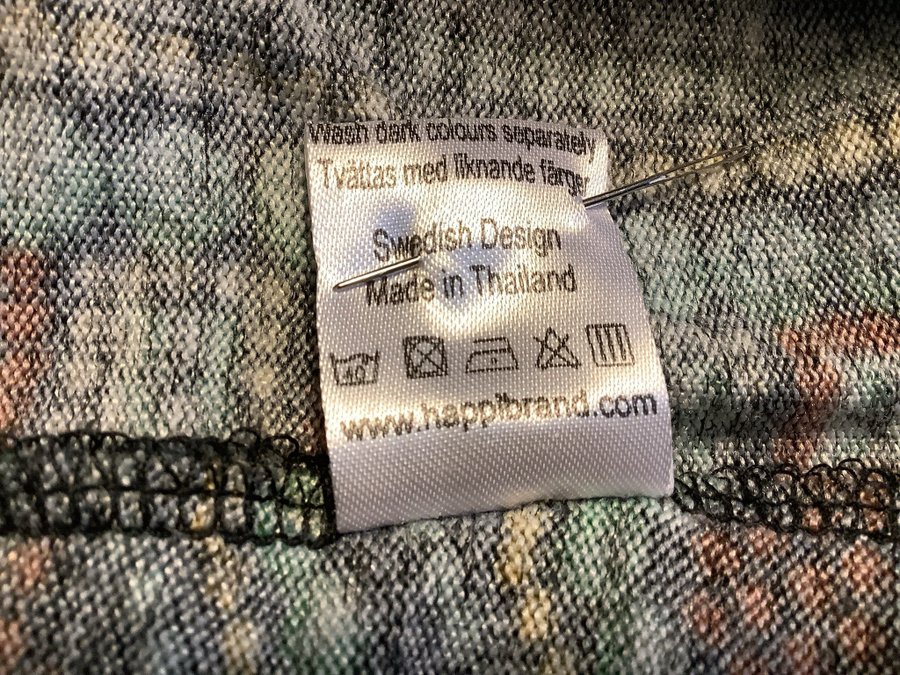 Wash dark colours separately
Tvättas med liknande färger
Swedish Design
Made in Thailand
40
www.happibrand.com